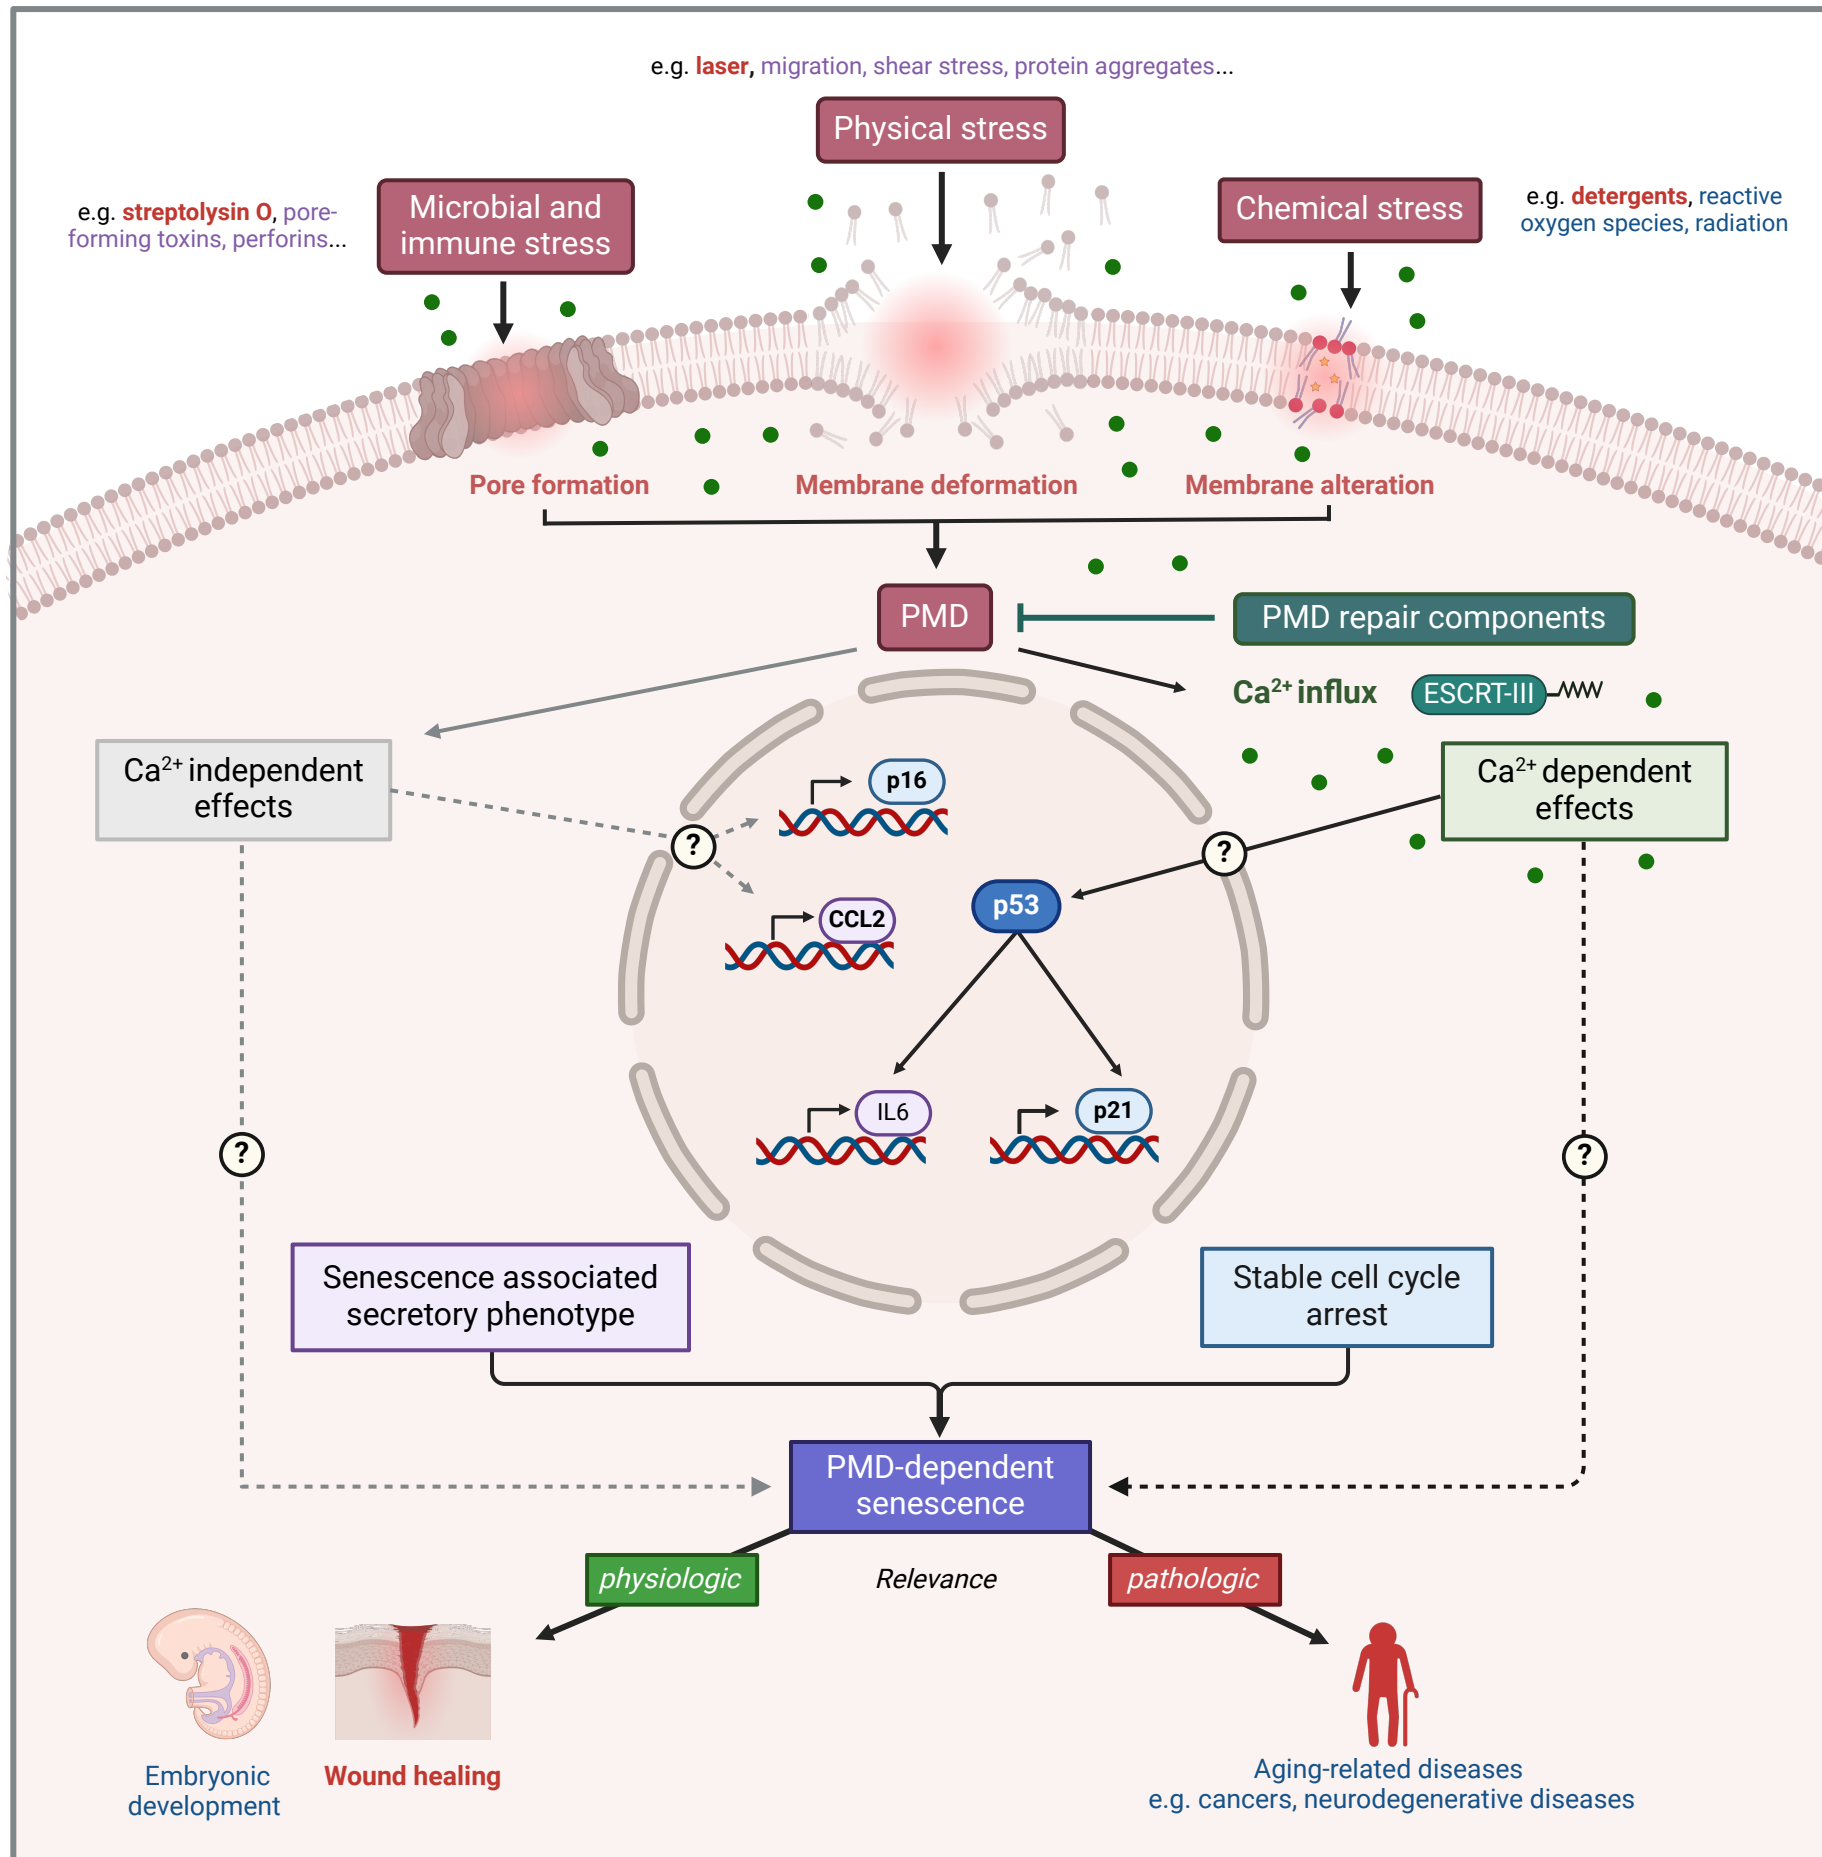 e.g. laser, migration, shear stress, protein aggregates...
Physical stress
e.g. streptolysin O, pore-
forming toxins, perforins...
Microbial and
immune stress
Chemical stress
e.g. detergents, reactive
oxygen species, radiation
Pore formation
Membrane deformation
Membrane alteration
PMD
PMD repair components
Ca²⁺ influx
ESCRT-III
Ca²⁺ independent
effects
Ca²⁺ dependent
effects
p16
?
?
CCL2
p53
IL6
p21
?
?
Senescence associated
secretory phenotype
Stable cell cycle
arrest
PMD-dependent
senescence
physiologic
Relevance
pathologic
Embryonic
development
Wound healing
Aging-related diseases
e.g. cancers, neurodegenerative diseases